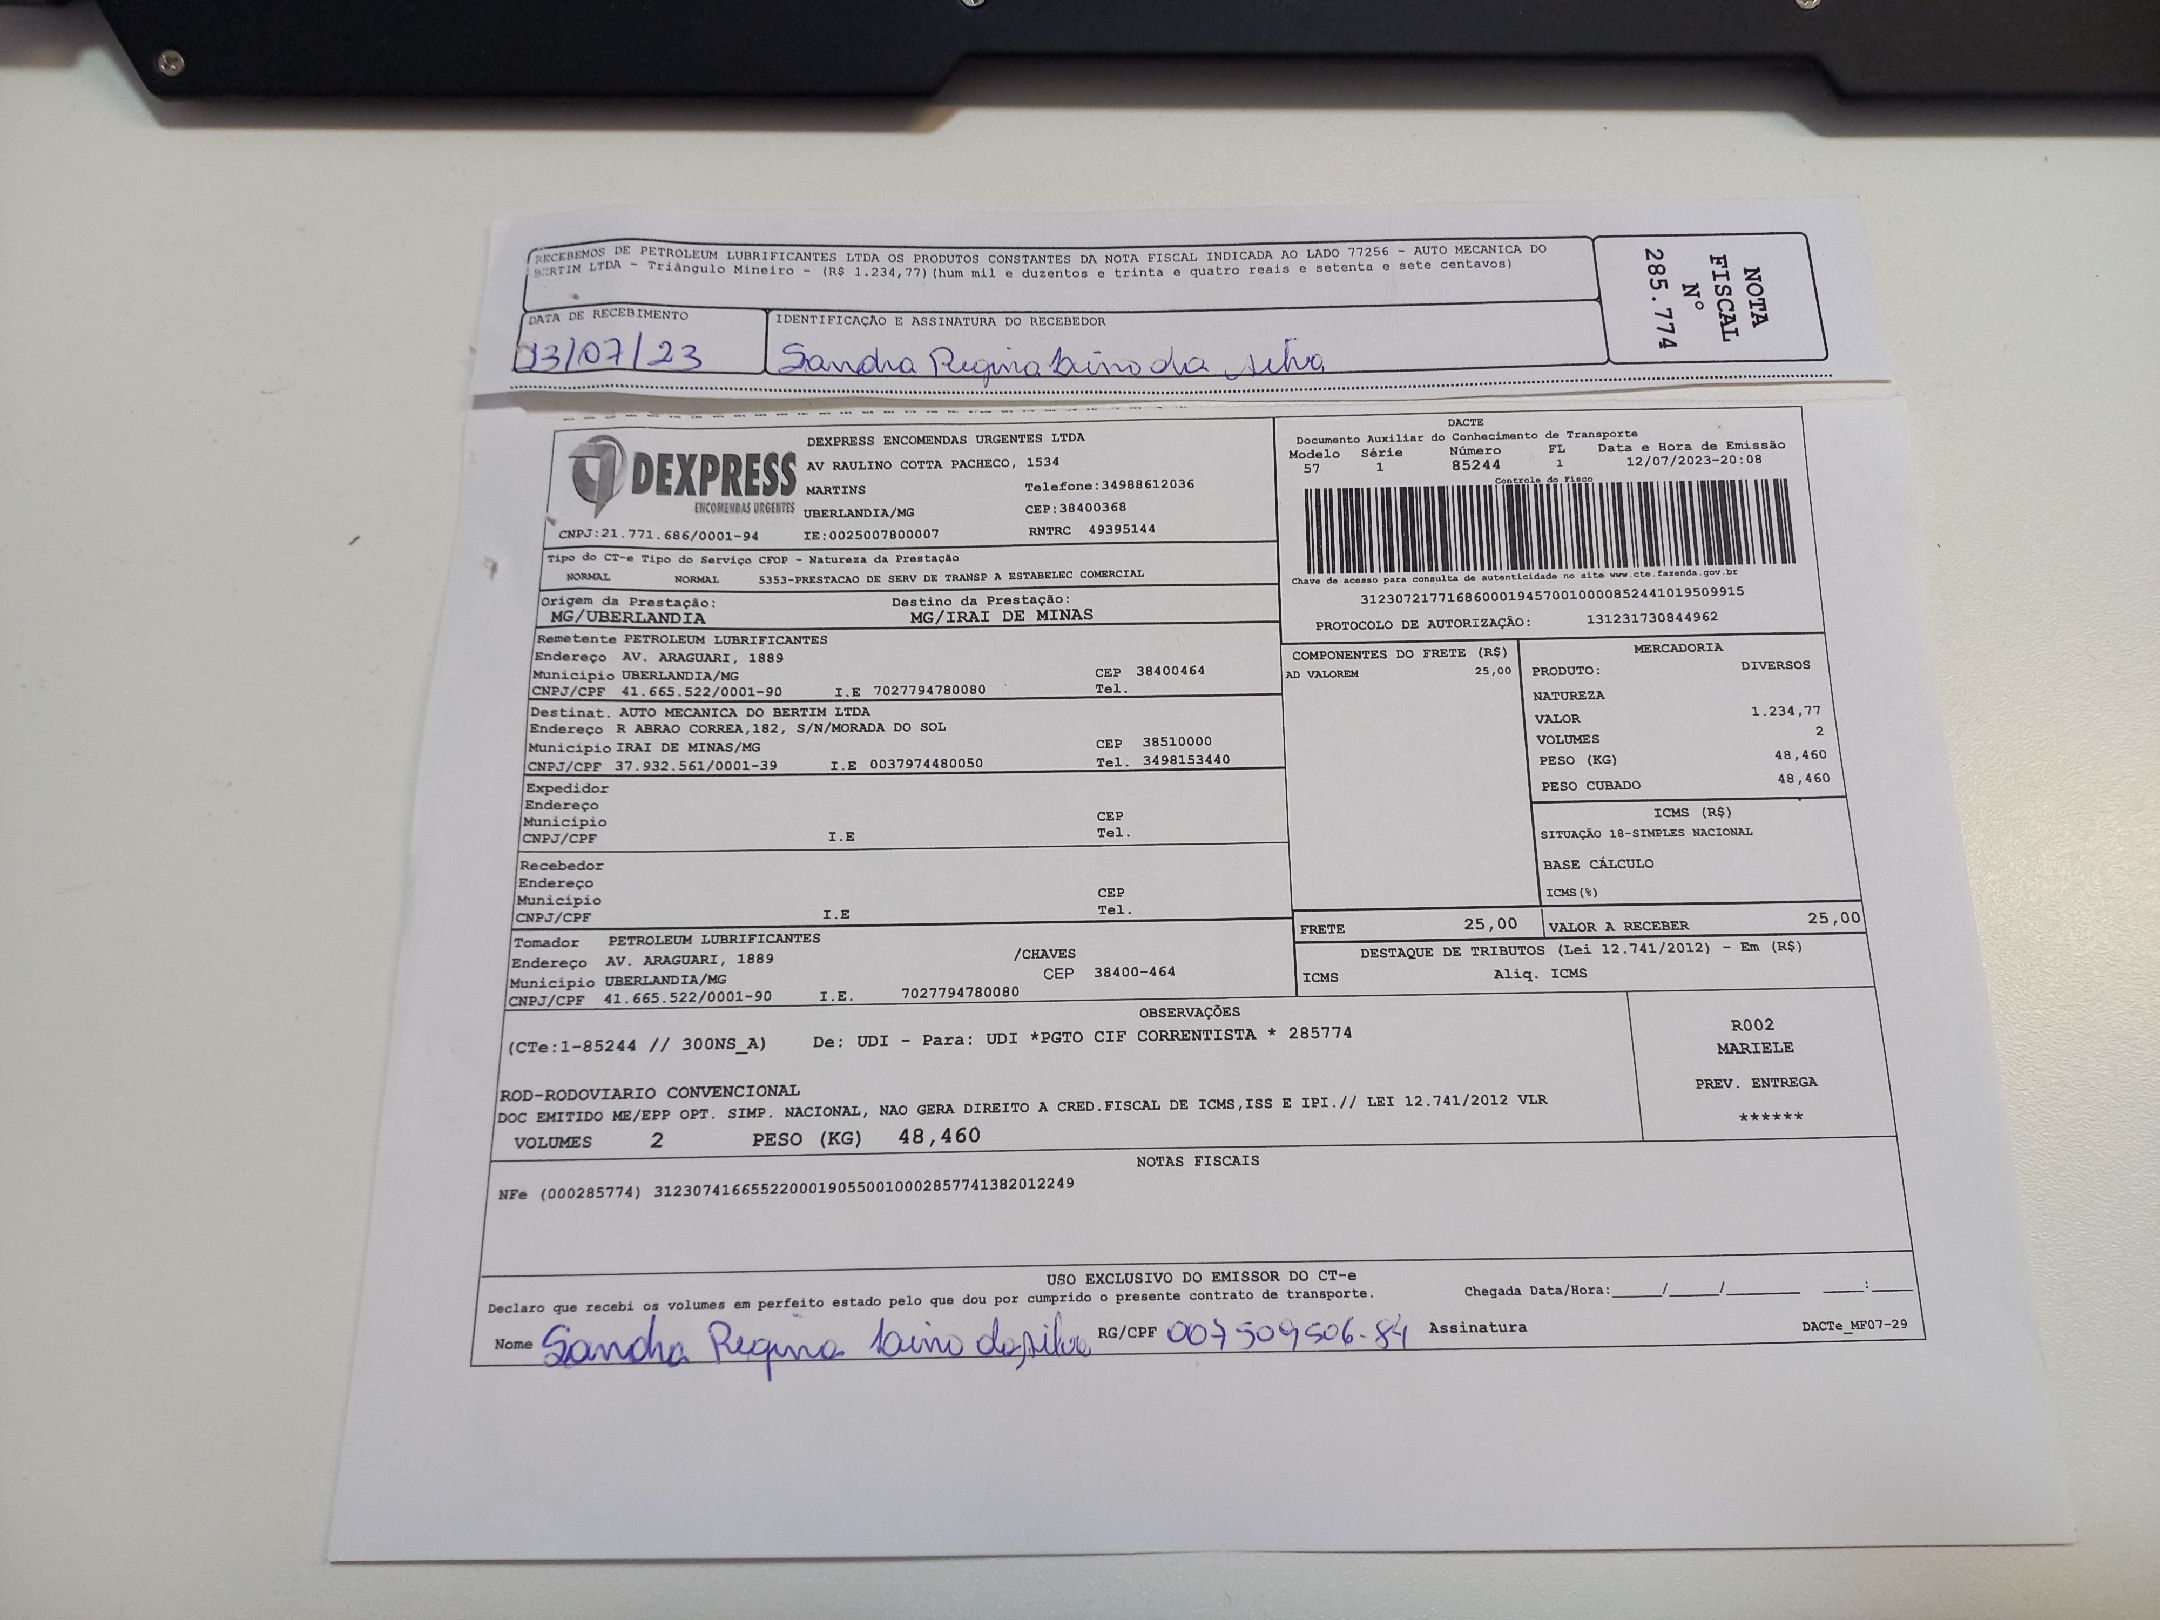 RECEBEMOS DE PETROLEUM LUBRIFICANTES LTDA OS PRODUTOS CONSTANTES DA NOTA FISCAL INDICADA AO LADO 77256 - AUTO MECANICA DO
BERTIM LTDA - Triângulo Mineiro - (R$ 1.234,77) (hum mil e duzentos e trinta e quatro reais e setenta e sete centavos)
NOTA
FISCAL
Nº
285.774
DATA DE RECEBIMENTO
13/07/23
IDENTIFICAÇÃO E ASSINATURA DO RECEBEDOR
Sandra Regina da silva
DEXPRESS
ENCOMENDAS URGENTES
DEXPRESS ENCOMENDAS URGENTES LTDA
AV RAULINO COTTA PACHECO, 1534
MARTINS Telefone:34988612036
UBERLANDIA/MG CEP:38400368
CNPJ:21.771.686/0001-94 IE:0025007800007 RNTRC 49395144
DACTE
Documento Auxiliar do Conhecimento de Transporte
Modelo Série Número FL Data e Hora de Emissão
57 1 85244 1 12/07/2023-20:08
Controle do Fisco
Chave de acesso para consulta de autenticidade no site www.cte.fazenda.gov.br
31230721771686000194570010000852441019509915
PROTOCOLO DE AUTORIZAÇÃO: 131231730844962
Tipo do CT-e Tipo do Serviço CFOP - Natureza da Prestação
NORMAL NORMAL 5353-PRESTACAO DE SERV DE TRANSP A ESTABELEC COMERCIAL
Origem da Prestação: Destino da Prestação:
MG/UBERLANDIA MG/IRAI DE MINAS
Remetente PETROLEUM LUBRIFICANTES
Endereço AV. ARAGUARI, 1889
Município UBERLANDIA/MG CEP 38400464
CNPJ/CPF 41.665.522/0001-90 I.E 7027794780080 Tel.
Destinat. AUTO MECANICA DO BERTIM LTDA
Endereço R ABRAO CORREA,182, S/N/MORADA DO SOL
Município IRAI DE MINAS/MG CEP 38510000
CNPJ/CPF 37.932.561/0001-39 I.E 0037974480050 Tel. 3498153440
Expedidor
Endereço
Município CEP
CNPJ/CPF I.E Tel.
Recebedor
Endereço
Município CEP
CNPJ/CPF I.E Tel.
Tomador PETROLEUM LUBRIFICANTES
Endereço AV. ARAGUARI, 1889 /CHAVES
Município UBERLANDIA/MG CEP 38400-464
CNPJ/CPF 41.665.522/0001-90 I.E. 7027794780080
COMPONENTES DO FRETE (R$)
AD VALOREM 25,00
MERCADORIA
PRODUTO: DIVERSOS
NATUREZA
VALOR 1.234,77
VOLUMES 2
PESO (KG) 48,460
PESO CUBADO 48,460
ICMS (R$)
SITUAÇÃO 18-SIMPLES NACIONAL
BASE CÁLCULO
ICMS(%)
FRETE 25,00 VALOR A RECEBER 25,00
DESTAQUE DE TRIBUTOS (Lei 12.741/2012) - Em (R$)
ICMS Aliq. ICMS
OBSERVAÇÕES
(CTe:1-85244 // 300NS_A) De: UDI - Para: UDI *PGTO CIF CORRENTISTA * 285774
ROD-RODOVIARIO CONVENCIONAL
DOC EMITIDO ME/EPP OPT. SIMP. NACIONAL, NAO GERA DIREITO A CRED.FISCAL DE ICMS,ISS E IPI.// LEI 12.741/2012 VLR
VOLUMES 2 PESO (KG) 48,460
R002
MARIELE
PREV. ENTREGA
******
NOTAS FISCAIS
NFe (000285774) 31230741665522000190550010002857741382012249
USO EXCLUSIVO DO EMISSOR DO CT-e
Declaro que recebi os volumes em perfeito estado pelo que dou por cumprido o presente contrato de transporte. Chegada Data/Hora:_____/_____/________ ____:____
Nome Sandra Regina da silva RG/CPF 007509506-84 Assinatura DACTe_MF07-29